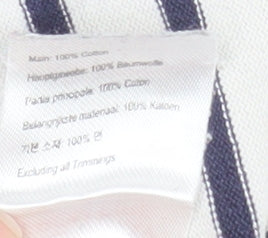 Main: 100% Cotton
Hauptgewebe: 100% Baumwolle
Partie principale: 100% Coton
Belangrijkste materiaal: 100% Katoen
기본 소재: 100% 면
Excluding all Trimmings